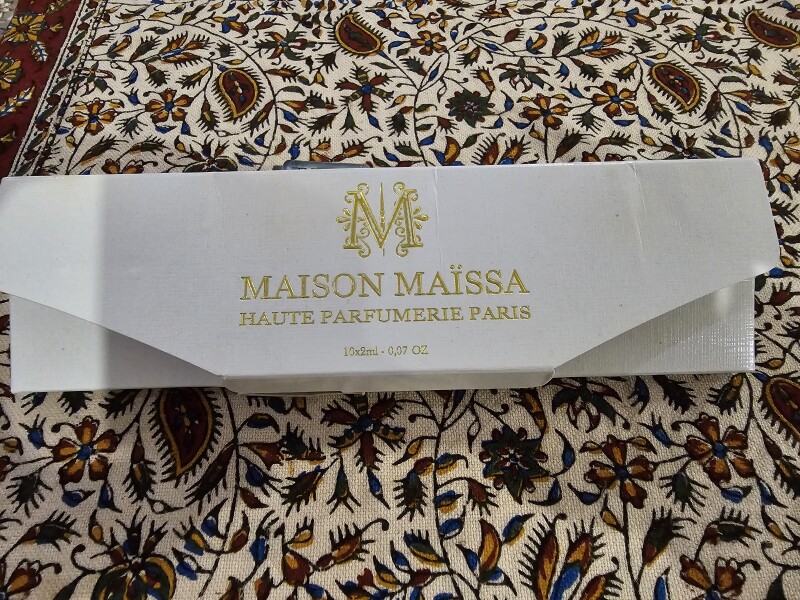 M
MAISON MAÏSSA
HAUTE PARFUMERIE PARIS
10x2ml - 0,07 OZ